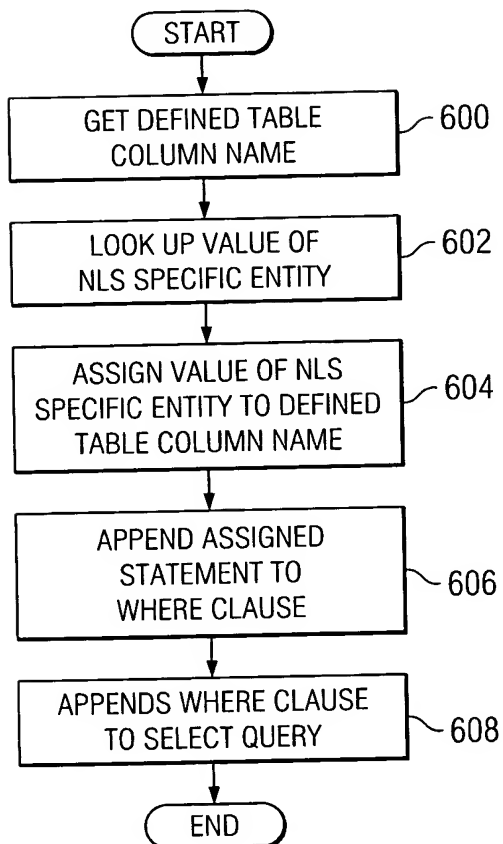 START
GET DEFINED TABLE
COLUMN NAME
600
LOOK UP VALUE OF
NLS SPECIFIC ENTITY
602
ASSIGN VALUE OF NLS
SPECIFIC ENTITY TO DEFINED
TABLE COLUMN NAME
604
APPEND ASSIGNED
STATEMENT TO
WHERE CLAUSE
606
APPENDS WHERE CLAUSE
TO SELECT QUERY
608
END